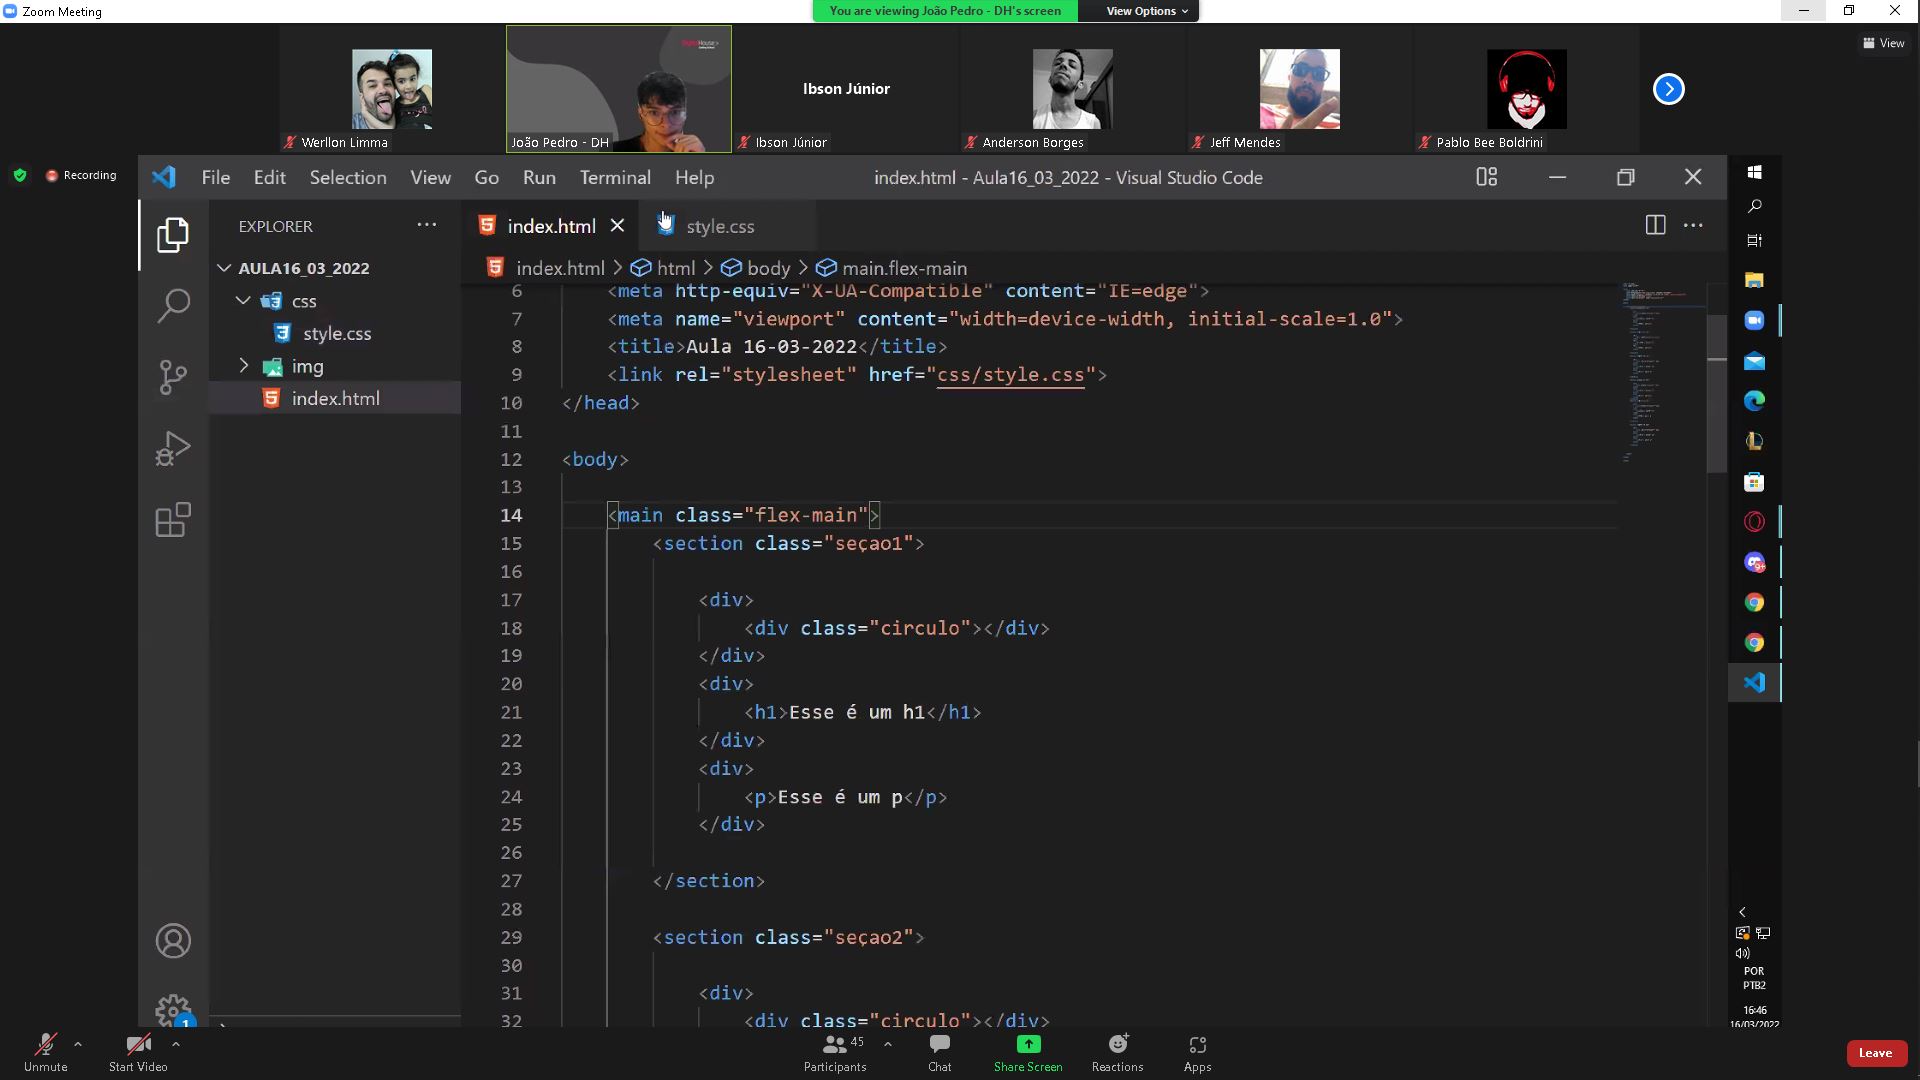 Zoom Meeting
You are viewing João Pedro - DH's screen
View Options
View
Werllon Limma
João Pedro - DH
Ibson Júnior
Ibson Júnior
Anderson Borges
Jeff Mendes
Pablo Bee Boldrini
Recording
File Edit Selection View Go Run Terminal Help
index.html - Aula16_03_2022 - Visual Studio Code
EXPLORER
AULA16_03_2022
css
style.css
img
index.html
index.html
style.css
index.html > html > body > main.flex-main
6 <meta http-equiv="X-UA-Compatible" content="IE=edge">
7 <meta name="viewport" content="width=device-width, initial-scale=1.0">
8 <title>Aula 16-03-2022</title>
9 <link rel="stylesheet" href="css/style.css">
10 </head>
11
12 <body>
13
14 <main class="flex-main">
15 <section class="seçao1">
16
17 <div>
18 <div class="circulo"></div>
19 </div>
20 <div>
21 <h1>Esse é um h1</h1>
22 </div>
23 <div>
24 <p>Esse é um p</p>
25 </div>
26
27 </section>
28
29 <section class="seçao2">
30
31 <div>
32 <div class="circulo"></div>
1
POR
PTB2
16:46
16/03/2022
Unmute
Start Video
45
Participants
Chat
Share Screen
Reactions
Apps
Leave